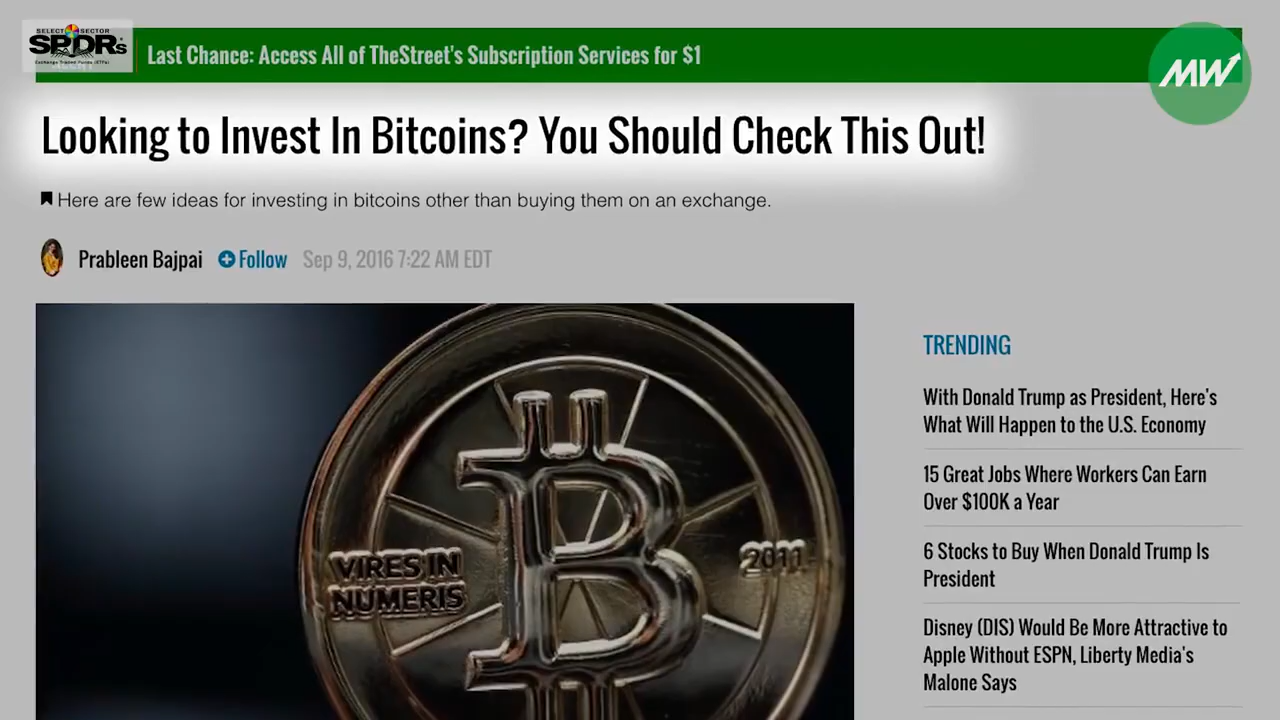 SELECT SECTOR
SPDRs
Exchange Traded Funds (ETFs)
Last Chance: Access All of TheStreet's Subscription Services for $1
MW
Looking to Invest In Bitcoins? You Should Check This Out!
Here are few ideas for investing in bitcoins other than buying them on an exchange.
Prableen Bajpai Follow Sep 9, 2016 7:22 AM EDT
VIRES IN
NUMERIS
2011
TRENDING
With Donald Trump as President, Here's
What Will Happen to the U.S. Economy
15 Great Jobs Where Workers Can Earn
Over $100K a Year
6 Stocks to Buy When Donald Trump Is
President
Disney (DIS) Would Be More Attractive to
Apple Without ESPN, Liberty Media's
Malone Says